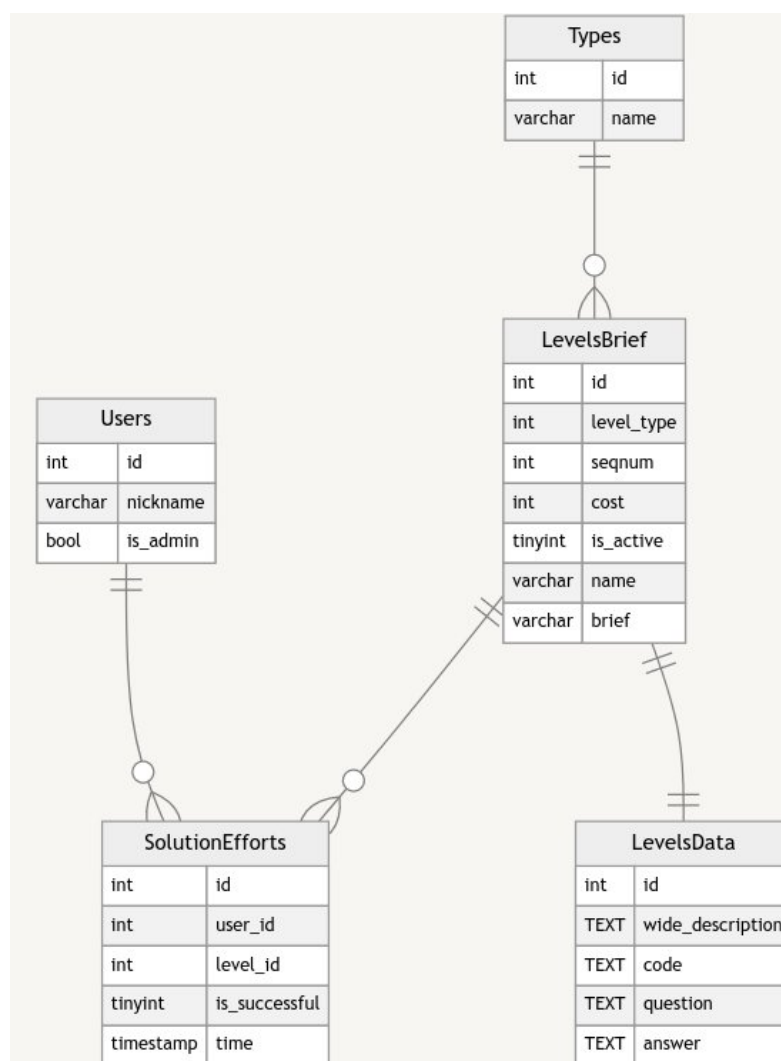 Types
int id
varchar name
LevelsBrief
int id
int level_type
int seqnum
int cost
tinyint is_active
varchar name
varchar brief
Users
int id
varchar nickname
bool is_admin
SolutionEfforts
int id
int user_id
int level_id
tinyint is_successful
timestamp time
LevelsData
int id
TEXT wide_description
TEXT code
TEXT question
TEXT answer